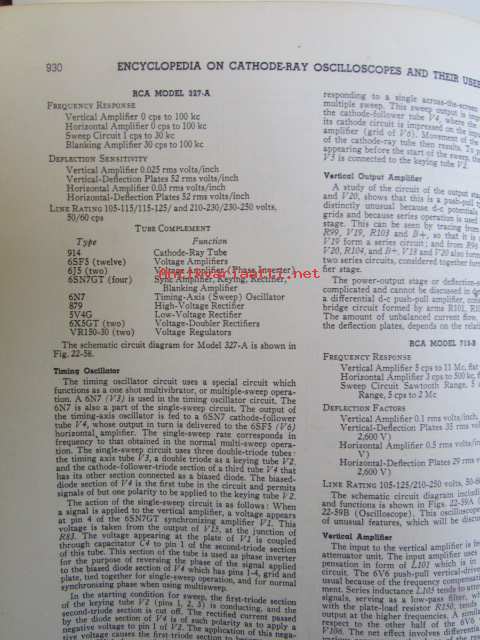 930
ENCYCLOPEDIA ON CATHODE-RAY OSCILLOSCOPES AND THEIR USES
RCA MODEL 327-A
FREQUENCY RESPONSE
Vertical Amplifier 0 cps to 100 kc
Horizontal Amplifier 0 cps to 100 kc
Sweep Circuit 1 cps to 30 kc
Blanking Amplifier 30 cps to 100 kc
DEFLECTION SENSITIVITY
Vertical Amplifier 0.025 rms volts/inch
Vertical-Deflection Plates 52 rms volts/inch
Horizontal Amplifier 0.03 rms volts/inch
Horizontal-Deflection Plates 52 rms volts/inch
LINE RATING 105-115/115-125/ and 210-230/230-250 volts,
50/60 cps
TUBE COMPLEMENT
Type Function
914 Cathode-Ray Tube
6SF5 (twelve) Voltage Amplifiers
6J5 (two) Voltage Amplifier (Phase Inverter)
6SN7GT (four) Sync Amplifier, Keying, Rectifier,
Blanking Amplifier
6N7 Timing-Axis (Sweep) Oscillator
879 High-Voltage Rectifier
5V4G Low-Voltage Rectifier
6X5GT (two) Voltage-Doubler Rectifiers
VR150-30 (two) Voltage Regulators
The schematic circuit diagram for Model 327-A is shown in
Fig. 22-56.
Timing Oscillator
The timing oscillator circuit uses a special circuit which
functions as a one shot multivibrator, or multiple-sweep opera-
tion. A 6N7 (V3) is used in the timing oscillator circuit. The
6N7 is also a part of the single-sweep circuit. The output of
the timing-axis oscillator is fed to a 6SN7 cathode-follower
tube V4, whose output in turn is delivered to the 6SF5 (V6)
horizontal amplifier. The single-sweep rate corresponds in
frequency to that obtained in the normal multi-sweep opera-
tion. The single-sweep circuit uses three double-triode tubes:
the timing axis tube V3, a double triode as a keying tube V2,
and the cathode-follower-triode section of a third tube V4 that
has its other section connected as a biased diode. The biased-
diode section of V4 is the first tube in the circuit and permits
signals of but one polarity to be applied to the keying tube V2.
The action of the single-sweep circuit is as follows: When
a signal is applied to the vertical amplifier, a voltage appears
at pin 4 of the 6SN7GT synchronizing amplifier V1. This
voltage is taken from the output of V15, at the junction of
R83. The voltage appearing at the plate of V1 is coupled
through capacitor C4 to pin 1 of the second-triode section
of this tube. This section of the tube is used as phase inverter
for the purpose of reversing the phase of the signal applied
to the biased diode section of V4 which has pins 1-4, grid and
plate, tied together for single-sweep operation, and for normal
synchronizing phase when using multisweep.
In the starting condition for sweep, the first-triode section
of the keying tube V2 (pins 1, 2, 3) is conducting, and the
second-triode section is cut off. The rectified current passed
by the diode section of V4 is of such polarity as to apply a
negative voltage to pin 1 of V2. The application of this nega-
tive voltage causes the first-triode section to
responding to a single across-the-screen
multiple sweep. This sweep output is
the cathode-follower tube V4, whose
its cathode circuit is impressed on the
amplifier (grid of V6). Movement of the
of the cathode-ray tube then results. To
appearing before the start of the sweep, the
V5 is connected to the keying tube V2.
Vertical Output Amplifier
A study of the circuit of the output
and V20, shows that this is a push-pull
distinctly unusual because d-c potentials
grids and because series operation is used
stage. This can be seen by tracing from
R99, V19, R103 and B+, so that it is
V19 form a series circuit; and from R96
V20, R104, and B+. V18 and V20 also form
two series circuits, considered together
fier stage.
The power-output stage or deflection-
complicated and cannot be discussed in
a differential d-c push-pull amplifier,
bridge circuit formed by arms R101,
The amount of unbalanced current flow,
the deflection plates, depends on the relati
RCA MODEL 715-B
FREQUENCY RESPONSE
Vertical Amplifier 5 cps to 11 Mc, flat
Horizontal Amplifier 3 cps to 500 kc,
Sweep Circuit Sawtooth Range, 5
Range, 5 cps to 2 Mc
DEFLECTION FACTORS
Vertical Amplifier 0.1 rms volts/inch,
Vertical-Deflection Plates 35 rms
2,600 V)
Horizontal Amplifier 0.5 rms volts/in
V)
Horizontal-Deflection Plates 29 rms
2,600 V)
LINE RATING 105-125/210-250 volts, 50-
The schematic circuit diagram
and functions is shown in Figs. 22-59A
22-59B (Oscilloscope). This oscilloscope
of unusual features, which will be
Vertical Amplifier
The input to the vertical amplifier is
attenuator unit. The input amplifier uses
pensation in form of L101 which is in
circuit. The 6V6 push-pull vertical-
usual because of the frequency
ment. Series inductance L108 tends to
signals, serving as a low-pass filter,
with the plate-load resistor R150, tends
output at the higher frequencies. A
respect to the other half of the 6V6
V106. The net effect involves
Antikvariaatti.net